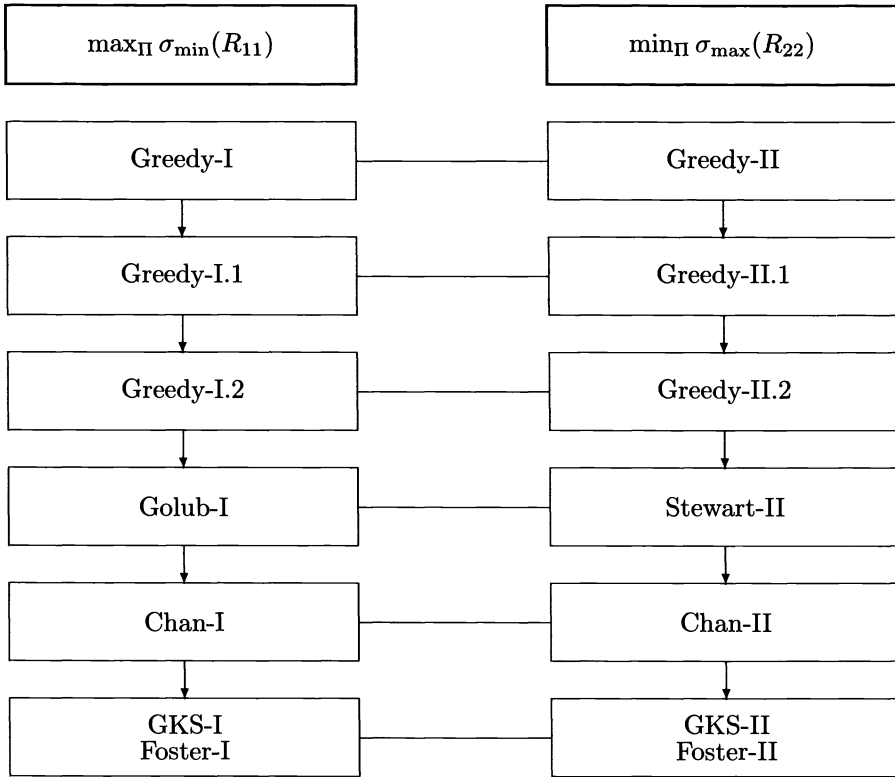 max_Π σ_min(R_11)
min_Π σ_max(R_22)
Greedy-I
Greedy-II
Greedy-I.1
Greedy-II.1
Greedy-I.2
Greedy-II.2
Golub-I
Stewart-II
Chan-I
Chan-II
GKS-I
Foster-I
GKS-II
Foster-II